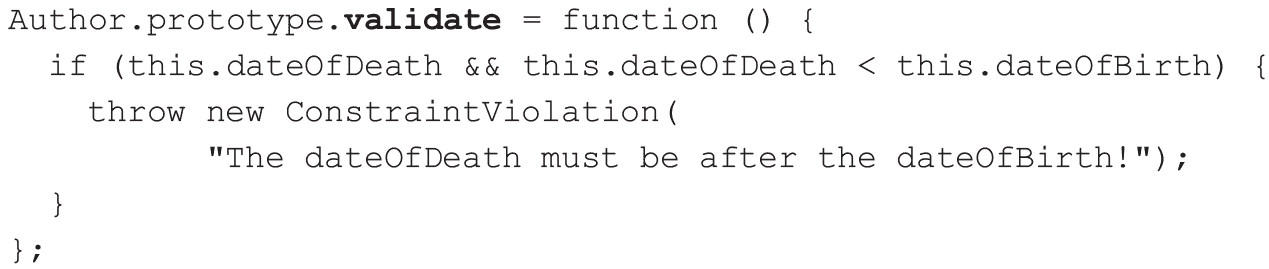 Author.prototype.validate = function () {
  if (this.dateOfDeath && this.dateOfDeath < this.dateOfBirth) {
    throw new ConstraintViolation(
          "The dateOfDeath must be after the dateOfBirth!");
  }
};